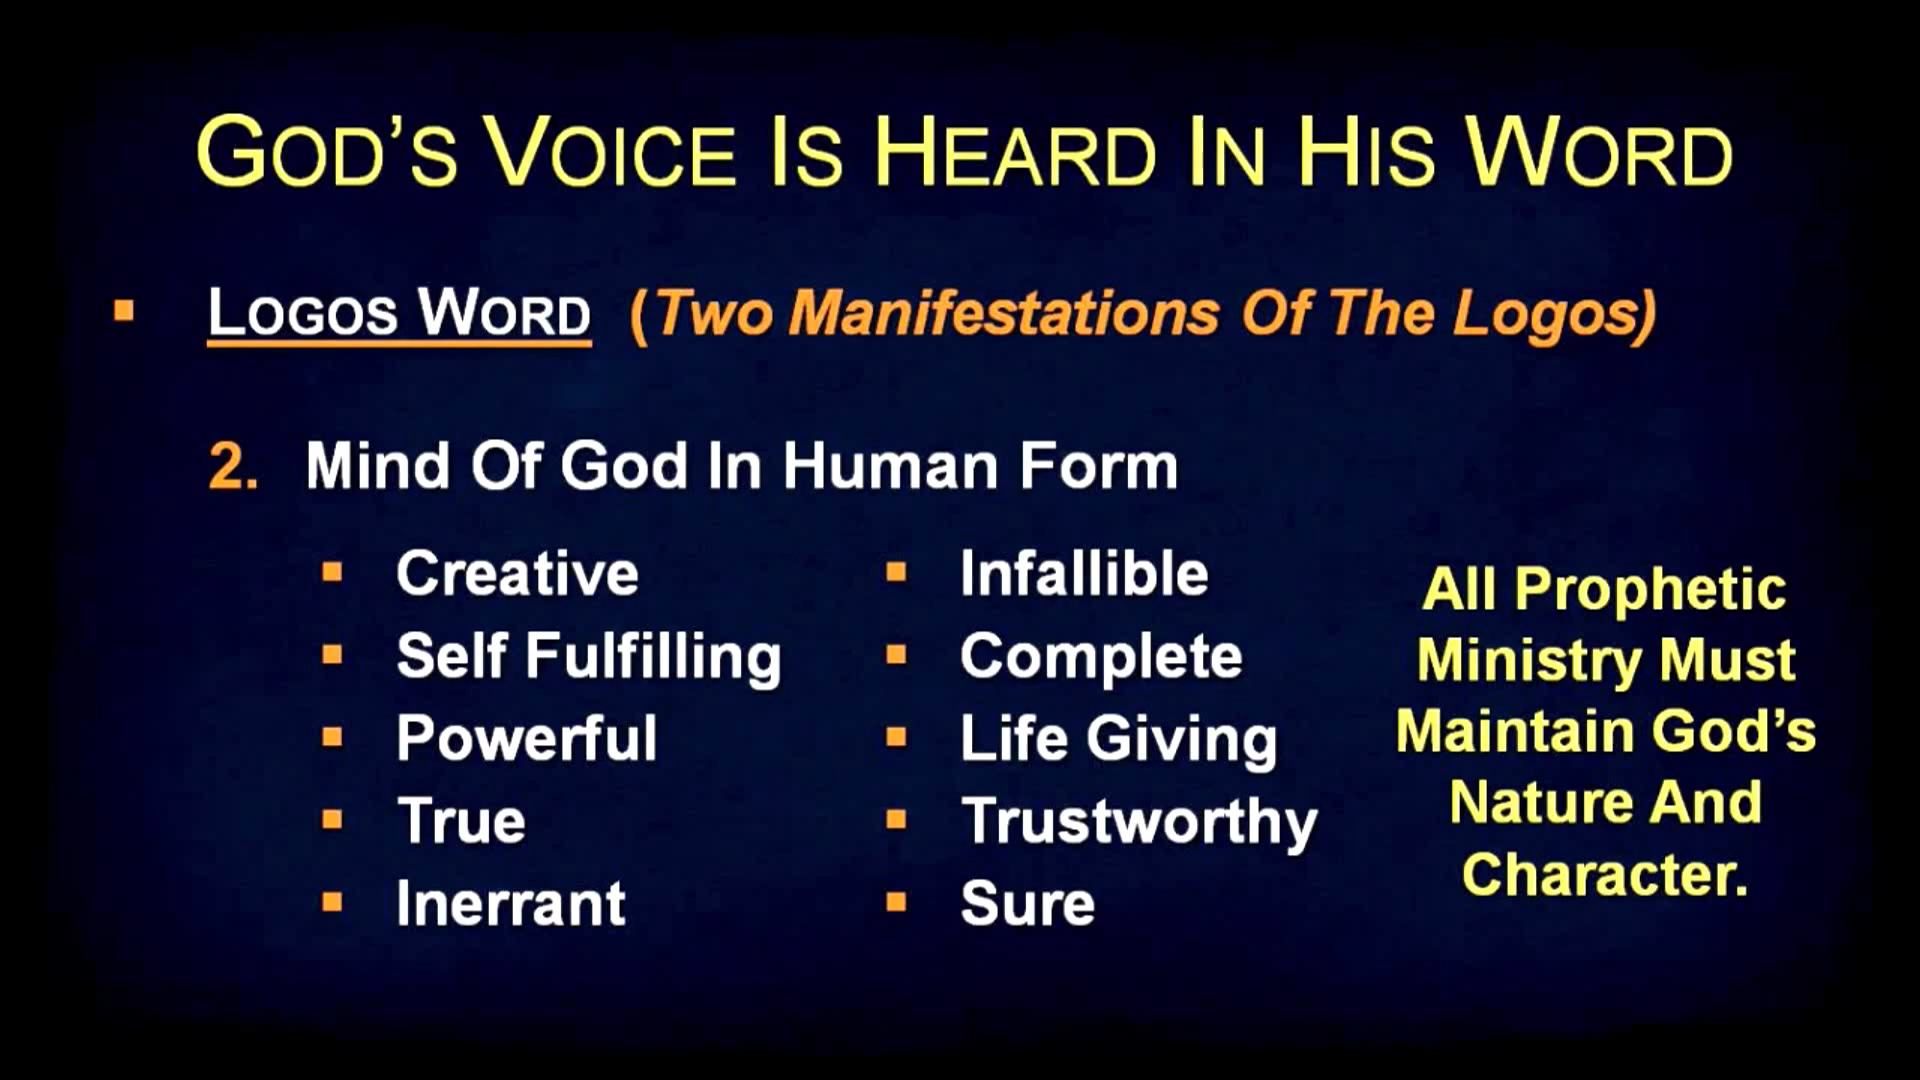 GOD'S VOICE IS HEARD IN HIS WORD
▪ LOGOS WORD (Two Manifestations Of The Logos)
2. Mind Of God In Human Form
▪ Creative
▪ Self Fulfilling
▪ Powerful
▪ True
▪ Inerrant
▪ Infallible
▪ Complete
▪ Life Giving
▪ Trustworthy
▪ Sure
All Prophetic
Ministry Must
Maintain God's
Nature And
Character.